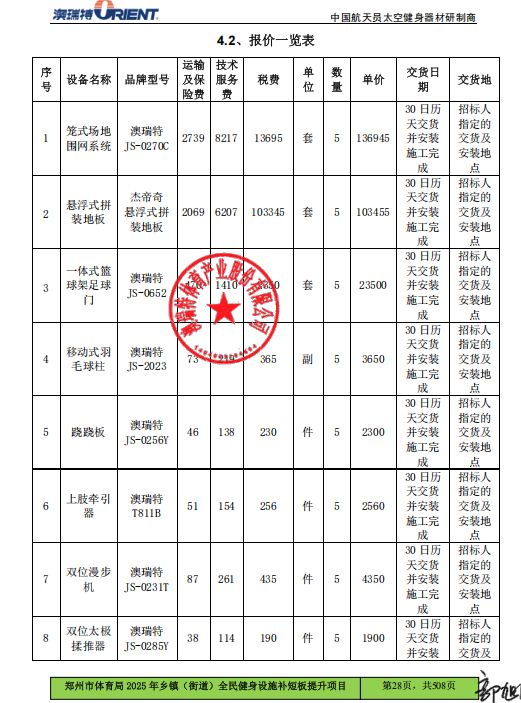 澳瑞特ORIENT
中国航天员太空健身器材研制商
4.2、报价一览表
序号 设备名称 品牌型号 运输及保险费 技术服务费 税费 单位 数量 单价 交货日期 交货地
1 笼式场地围网系统 澳瑞特 JS-0270C 2739 8217 13695 套 5 136945 30日历天交货并安装施工完成 招标人指定的交货及安装地点
2 悬浮式拼装地板 杰帝奇悬浮式拼装地板 2069 6207 103345 套 5 103455 30日历天交货并安装施工完成 招标人指定的交货及安装地点
3 一体式篮球架足球门 澳瑞特 JS-0652 1410 套 5 23500 30日历天交货并安装施工完成 招标人指定的交货及安装地点
4 移动式羽毛球柱 澳瑞特 JS-2023 73 219 365 副 5 3650 30日历天交货并安装施工完成 招标人指定的交货及安装地点
5 跷跷板 澳瑞特 JS-0256Y 46 138 230 件 5 2300 30日历天交货并安装施工完成 招标人指定的交货及安装地点
6 上肢牵引器 澳瑞特 T811B 51 154 256 件 5 2560 30日历天交货并安装施工完成 招标人指定的交货及安装地点
7 双位漫步机 澳瑞特 JS-0231T 87 261 435 件 5 4350 30日历天交货并安装施工完成 招标人指定的交货及安装地点
8 双位太极揉推器 澳瑞特 JS-0285Y 38 114 190 件 5 1900 30日历天交货并安装 招标人指定的交货及安装地
郑州市体育局2025年乡镇（街道）全民健身设施补短板提升项目
第28页，共508页